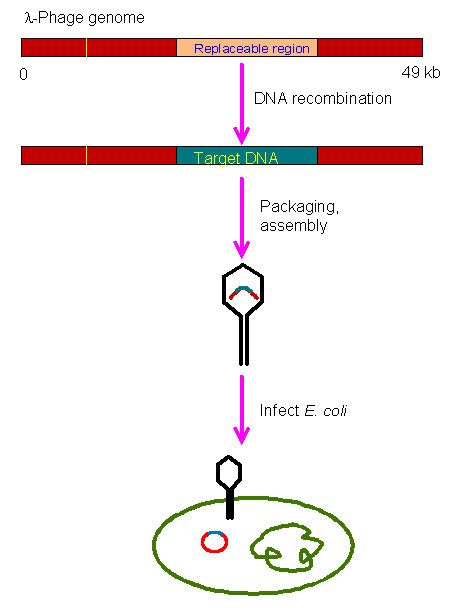 λ-Phage genome
Replaceable region
0
49 kb
DNA recombination
Target DNA
Packaging,
assembly
Infect E. coli